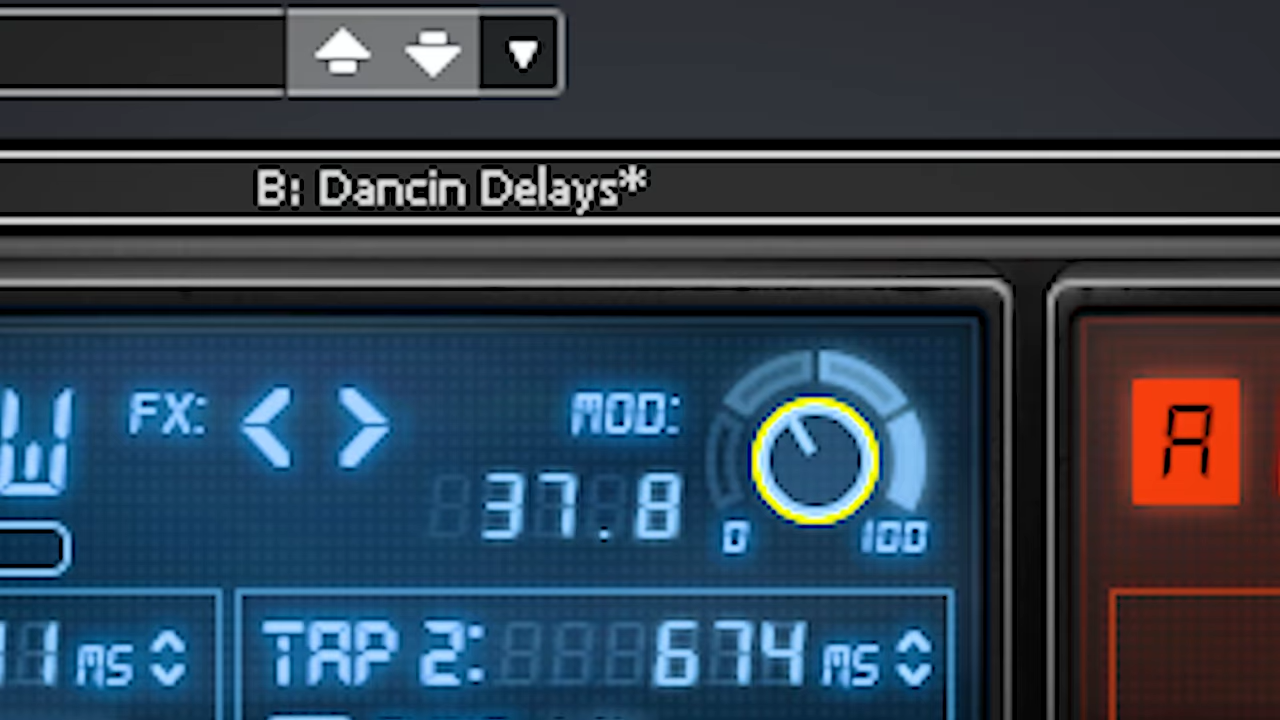 B: Dancin Delays*
FX: MOD:
37.8
0 100
A
ms TAP 2: 674 ms